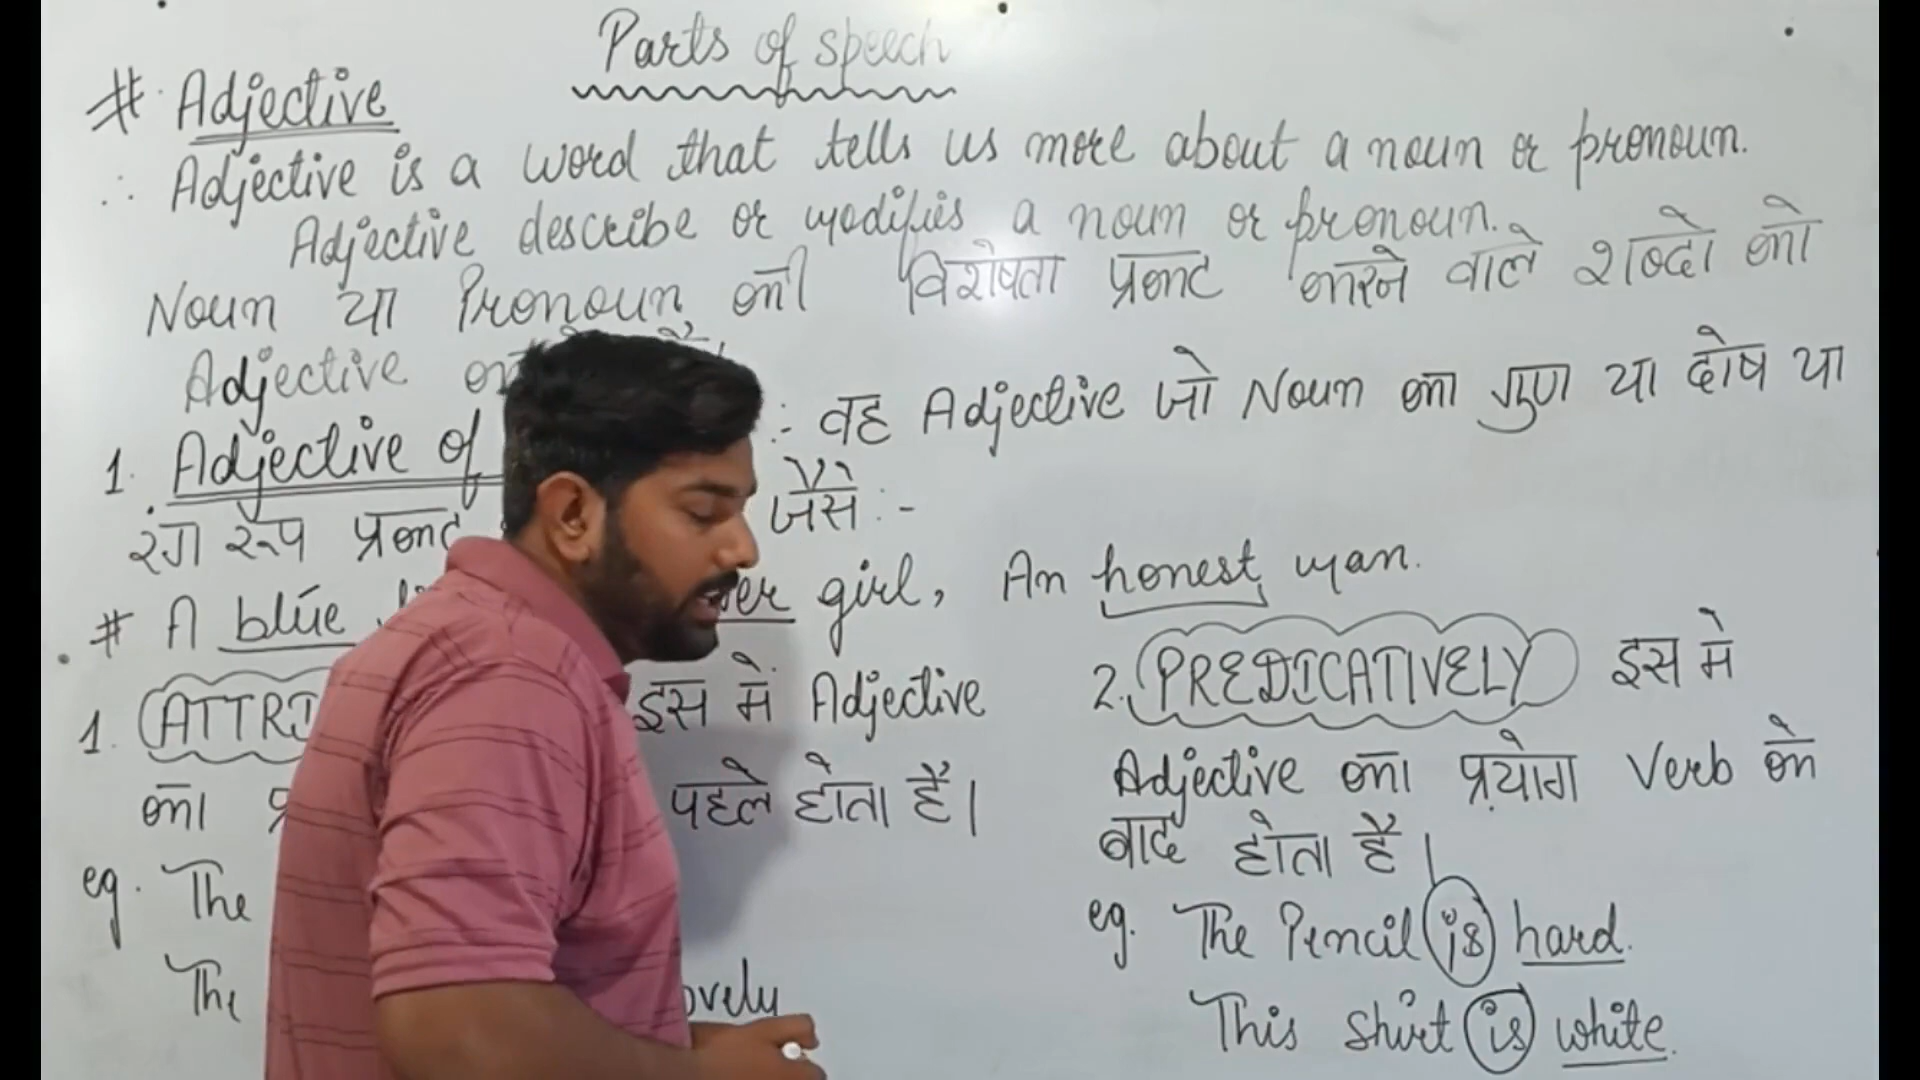 Parts of speech
# Adjective
∴ Adjective is a word that tells us more about a noun or pronoun.
Adjective describe or modifies a noun or pronoun.
Noun या Pronoun की विशेषता प्रकट करने वाले शब्दो को
Adjective
1. Adjective of :- वह Adjective जो Noun का गुण या दोष या
रंग रूप प्रकट जैसे :-
# A blue girl, An honest man.
1. इस में Adjective
का पहले होता है।
eg. The
The
2. PREDICATIVELY इस मे
Adjective का प्रयोग Verb के
बाद होता है।
eg. The Pencil is hard.
This Shirt is white.